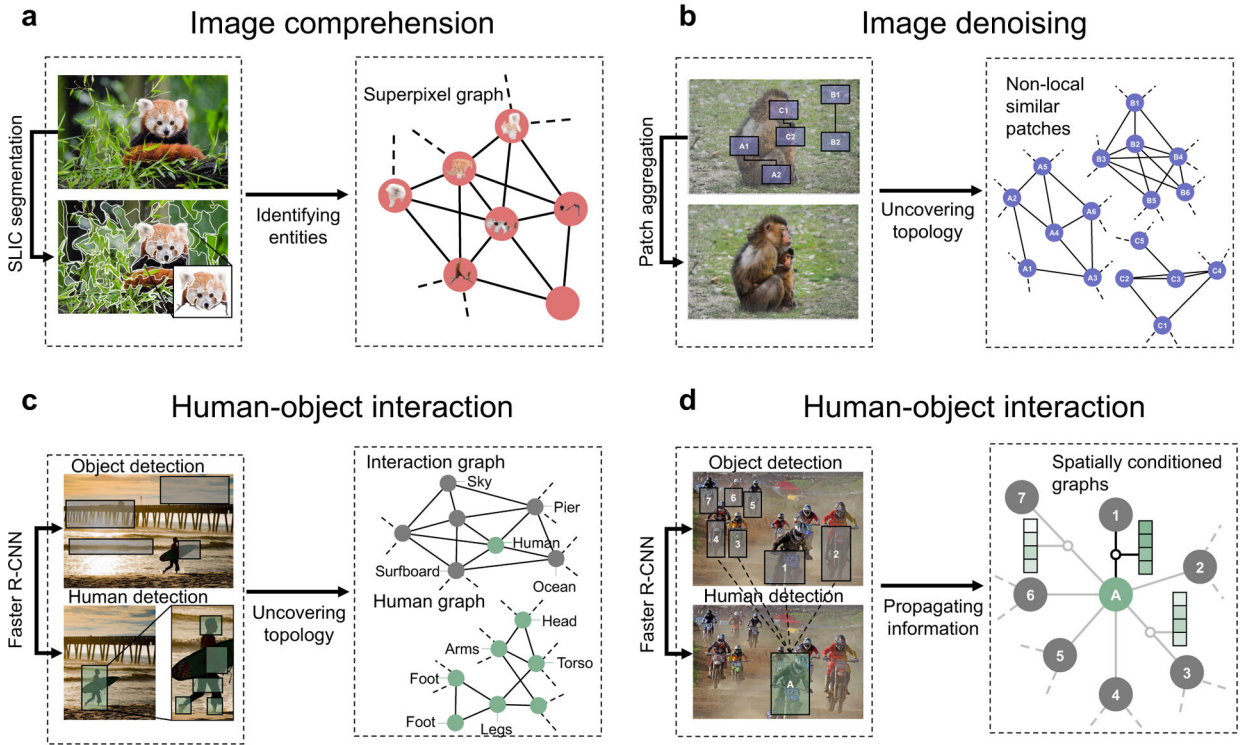 a
Image comprehension
SLIC segmentation
Identifying
entities
Superpixel graph
b
Image denoising
Patch aggregation
C1
B1
C2
A1
B2
A2
Uncovering
topology
Non-local
similar
patches
B1
B2
B3
B4
A5
B6
A2
B5
A6
A4
C5
A1
A3
C2
C3
C4
C1
c
Human-object interaction
Faster R-CNN
Object detection
Human detection
Uncovering
topology
Interaction graph
Sky
Pier
Human
Surfboard
Ocean
Human graph
Head
Arms
Torso
Foot
Foot
Legs
d
Human-object interaction
Faster R-CNN
Object detection
7
6
5
4
3
1
2
Human detection
A
Propagating
information
Spatially conditioned
graphs
7
1
2
6
A
5
3
4